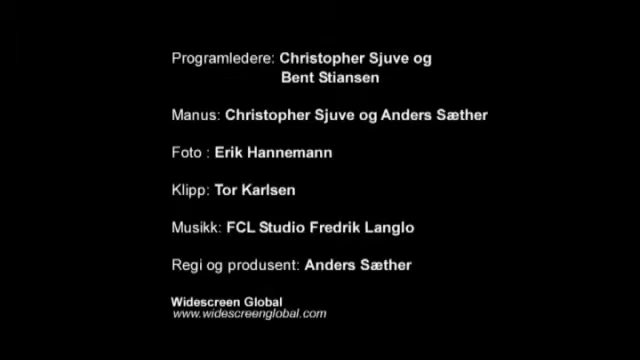 Programledere: Christopher Sjuve og
Bent Stiansen
Manus: Christopher Sjuve og Anders Sæther
Foto : Erik Hannemann
Klipp: Tor Karlsen
Musikk: FCL Studio Fredrik Langlo
Regi og produsent: Anders Sæther
Widescreen Global
www.widescreenglobal.com